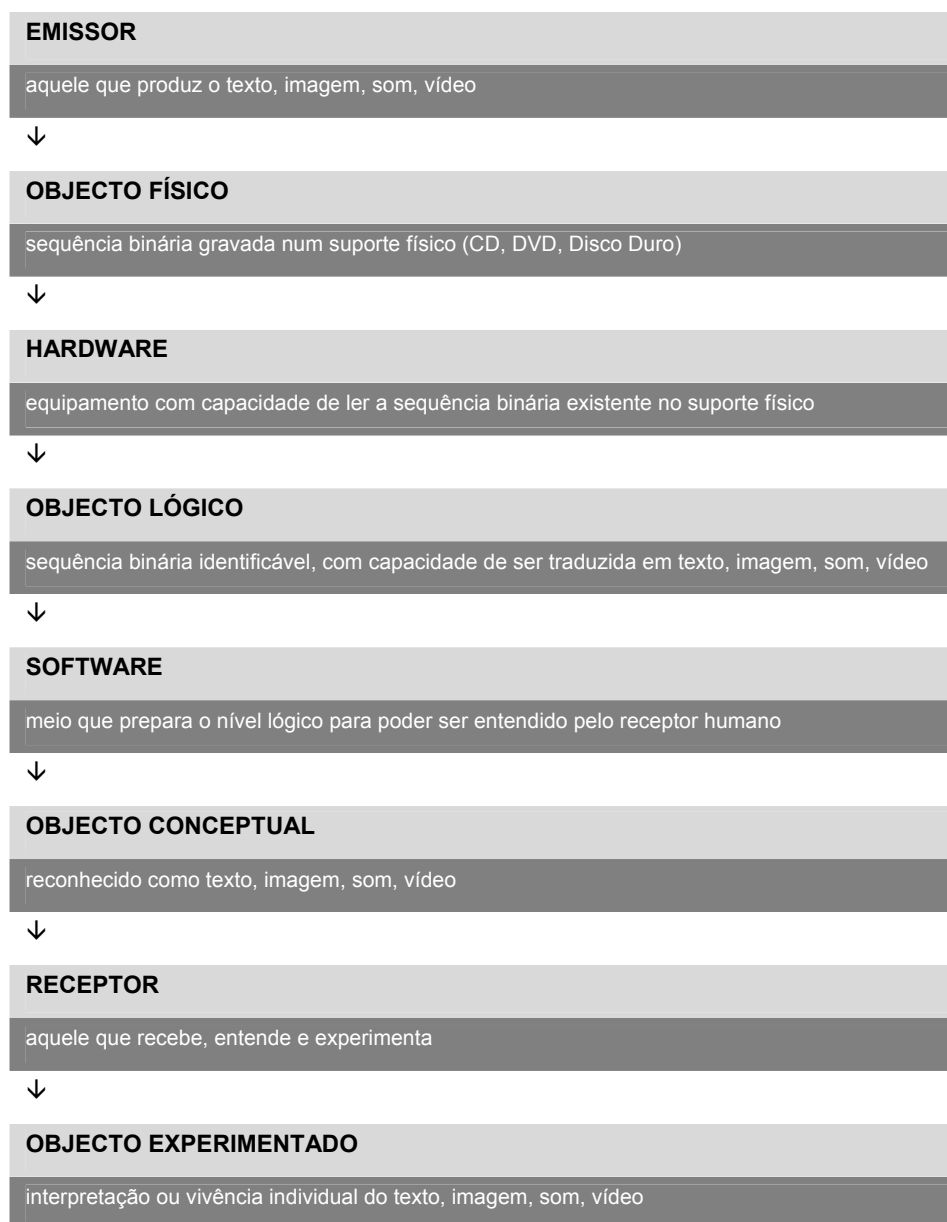 EMISSOR
aquele que produz o texto, imagem, som, vídeo
↓
OBJECTO FÍSICO
sequência binária gravada num suporte físico (CD, DVD, Disco Duro)
↓
HARDWARE
equipamento com capacidade de ler a sequência binária existente no suporte físico
↓
OBJECTO LÓGICO
sequência binária identificável, com capacidade de ser traduzida em texto, imagem, som, vídeo
↓
SOFTWARE
meio que prepara o nível lógico para poder ser entendido pelo receptor humano
↓
OBJECTO CONCEPTUAL
reconhecido como texto, imagem, som, vídeo
↓
RECEPTOR
aquele que recebe, entende e experimenta
↓
OBJECTO EXPERIMENTADO
interpretação ou vivência individual do texto, imagem, som, vídeo